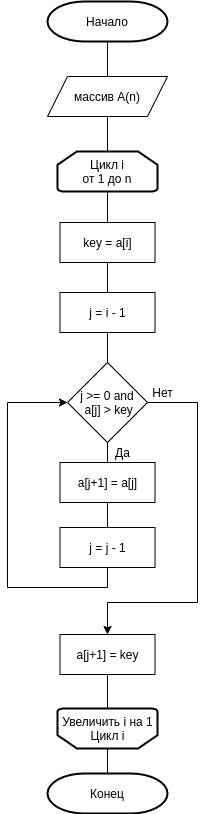 Начало
массив A(n)
Цикл i
от 1 до n
key = a[i]
j = i - 1
j >= 0 and
a[j] > key
Нет
Да
a[j+1] = a[j]
j = j - 1
a[j+1] = key
Увеличить i на 1
Цикл i
Конец